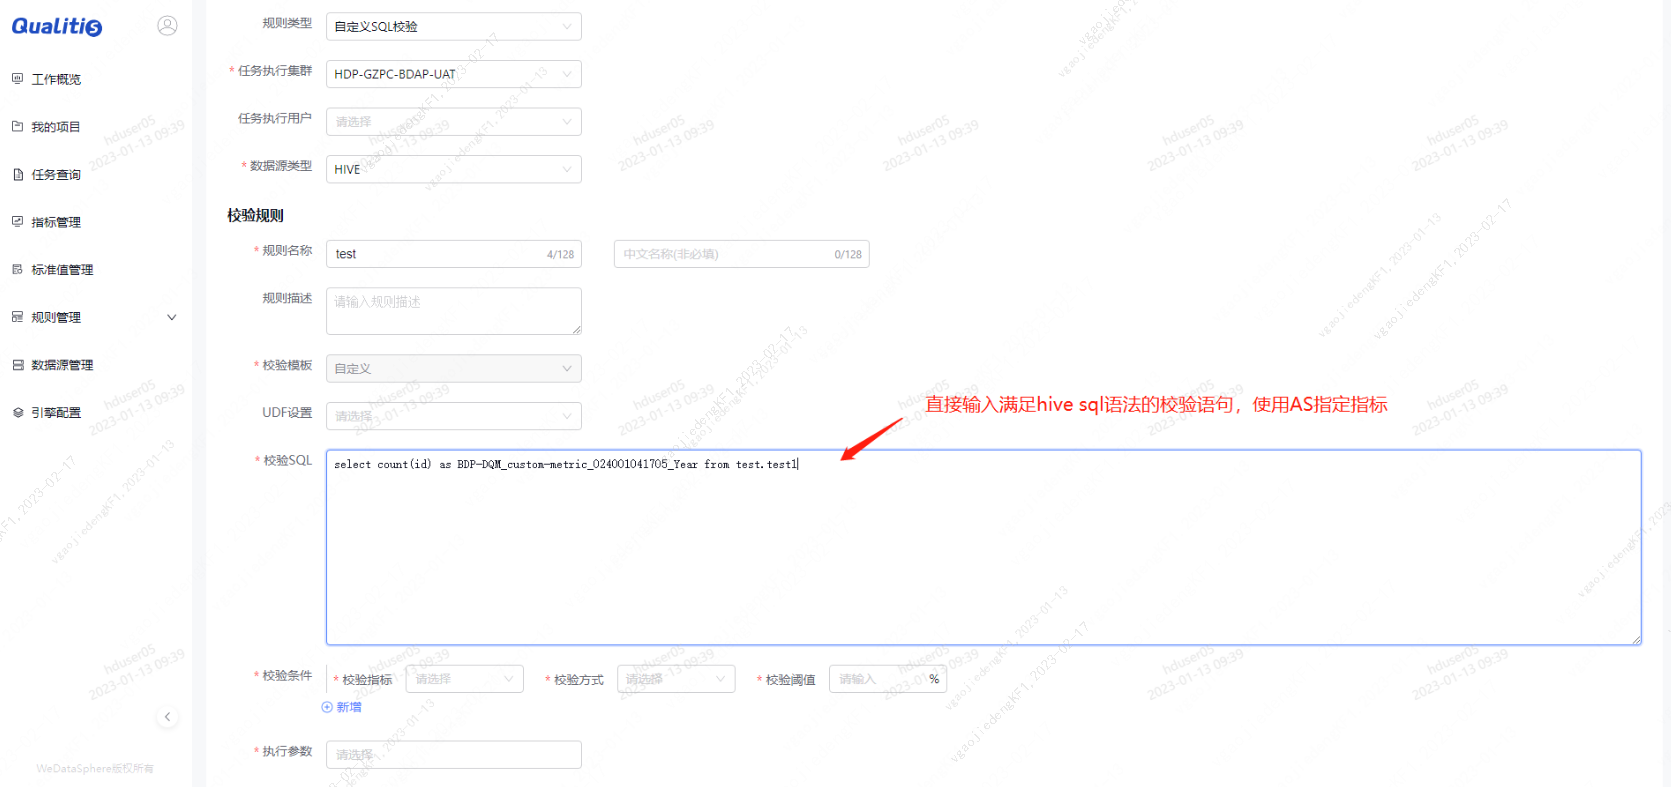 Qualitis
工作概览
我的项目
任务查询
指标管理
标准值管理
规则管理
数据源管理
引擎配置
WeDataSphere版权所有
规则类型 自定义SQL校验
* 任务执行集群 HDP-GZPC-BDAP-UAT
任务执行用户 请选择
* 数据源类型 HIVE
校验规则
* 规则名称 test 4/128 中文名称(非必填) 0/128
规则描述 请输入规则描述
* 校验模板 自定义
UDF设置 请选择
直接输入满足hive sql语法的校验语句，使用AS指定指标
* 校验SQL select count(id) as BDP-DQM_custom-metric_024001041705_Year from test.test1
* 校验条件 * 校验指标 请选择 * 校验方式 请选择 * 校验阈值 请输入 %
新增
* 执行参数 请选择
hduser05
2023-01-13 09:39
vgaojiedengKF1, 2023-01-13
vgaojiedengKF1, 2023-02-17